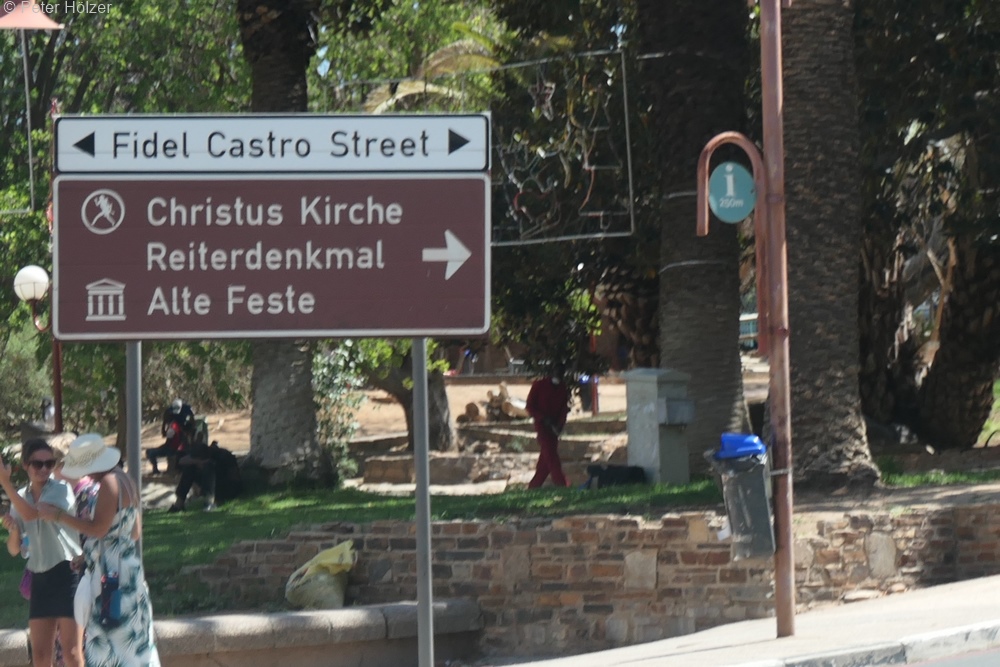 © Peter Hölzer
Fidel Castro Street
Christus Kirche
Reiterdenkmal
Alte Feste
i
250m